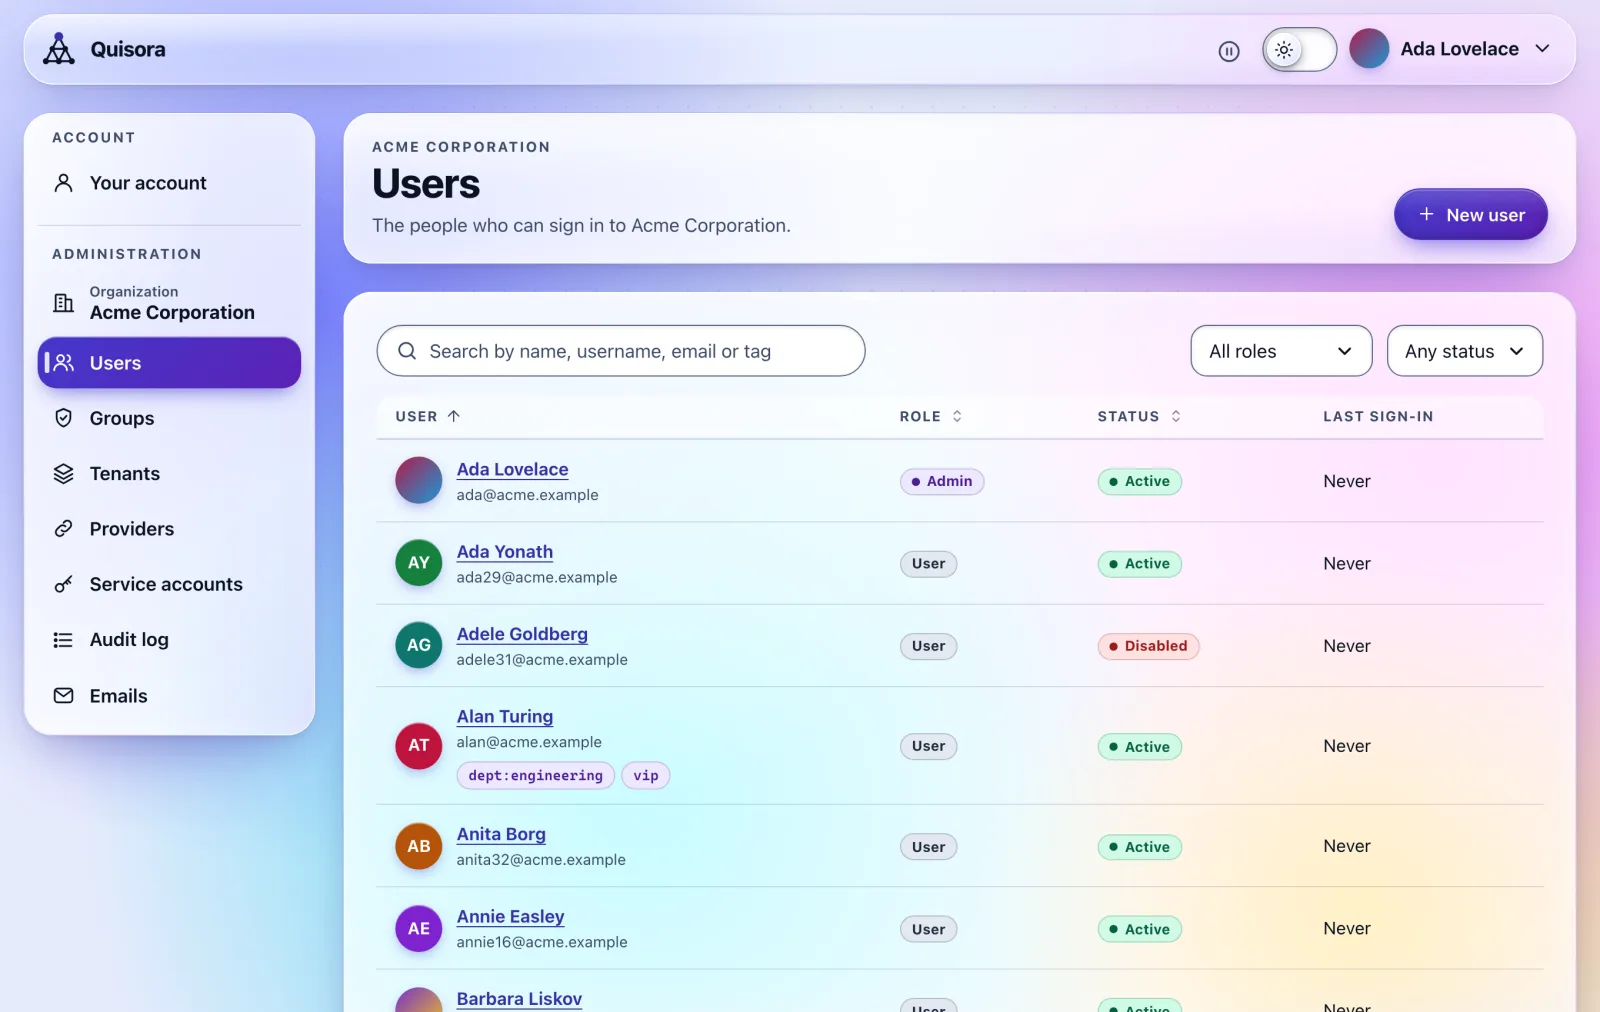 Quisora
Ada Lovelace
ACCOUNT
Your account
ADMINISTRATION
Organization
Acme Corporation
Users
Groups
Tenants
Providers
Service accounts
Audit log
Emails
ACME CORPORATION
Users
The people who can sign in to Acme Corporation.
New user
Search by name, username, email or tag
All roles
Any status
USER ROLE STATUS LAST SIGN-IN
Ada Lovelace
ada@acme.example
Admin Active Never
AY Ada Yonath
ada29@acme.example
User Active Never
AG Adele Goldberg
adele31@acme.example
User Disabled Never
AT Alan Turing
alan@acme.example
dept:engineering vip
User Active Never
AB Anita Borg
anita32@acme.example
User Active Never
AE Annie Easley
annie16@acme.example
User Active Never
Barbara Liskov
User Active Never